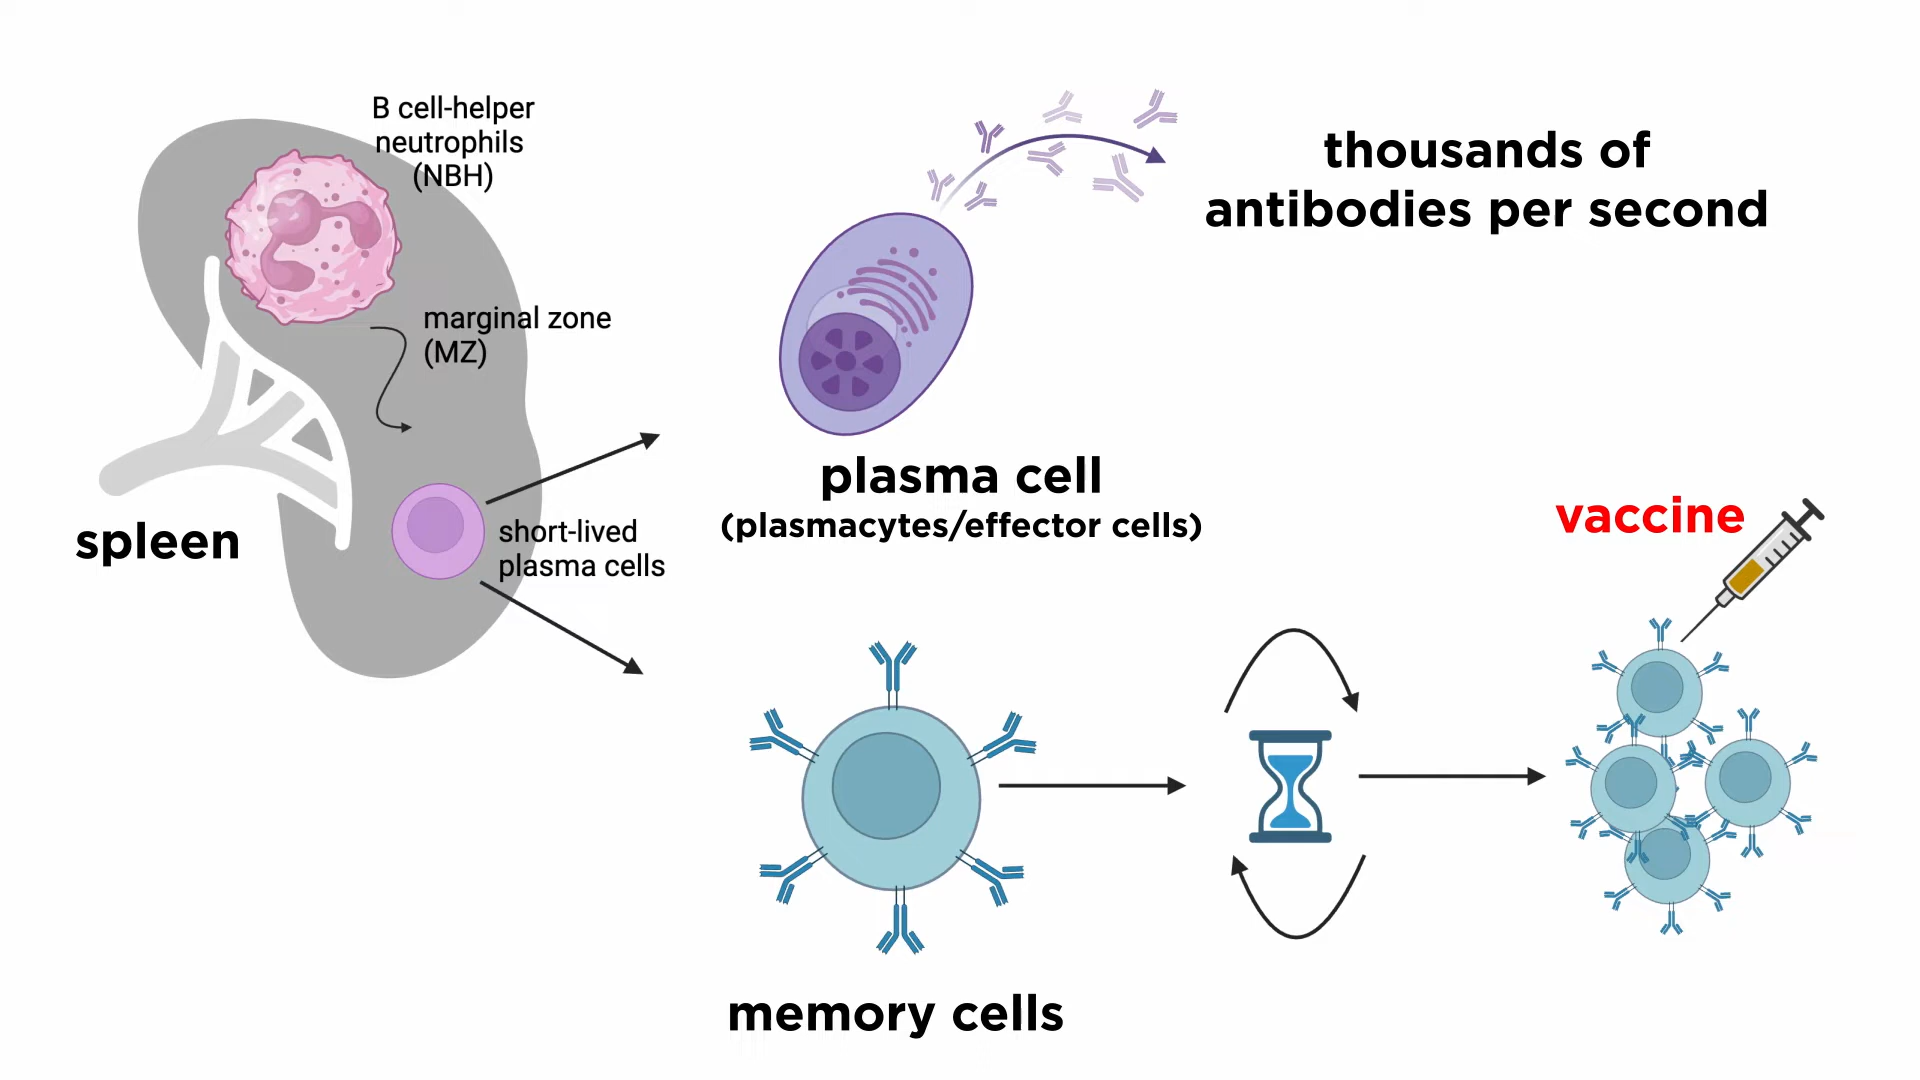 B cell-helper
neutrophils
(NBH)
marginal zone
(MZ)
spleen
short-lived
plasma cells
thousands of
antibodies per second
plasma cell
(plasmacytes/effector cells)
vaccine
memory cells